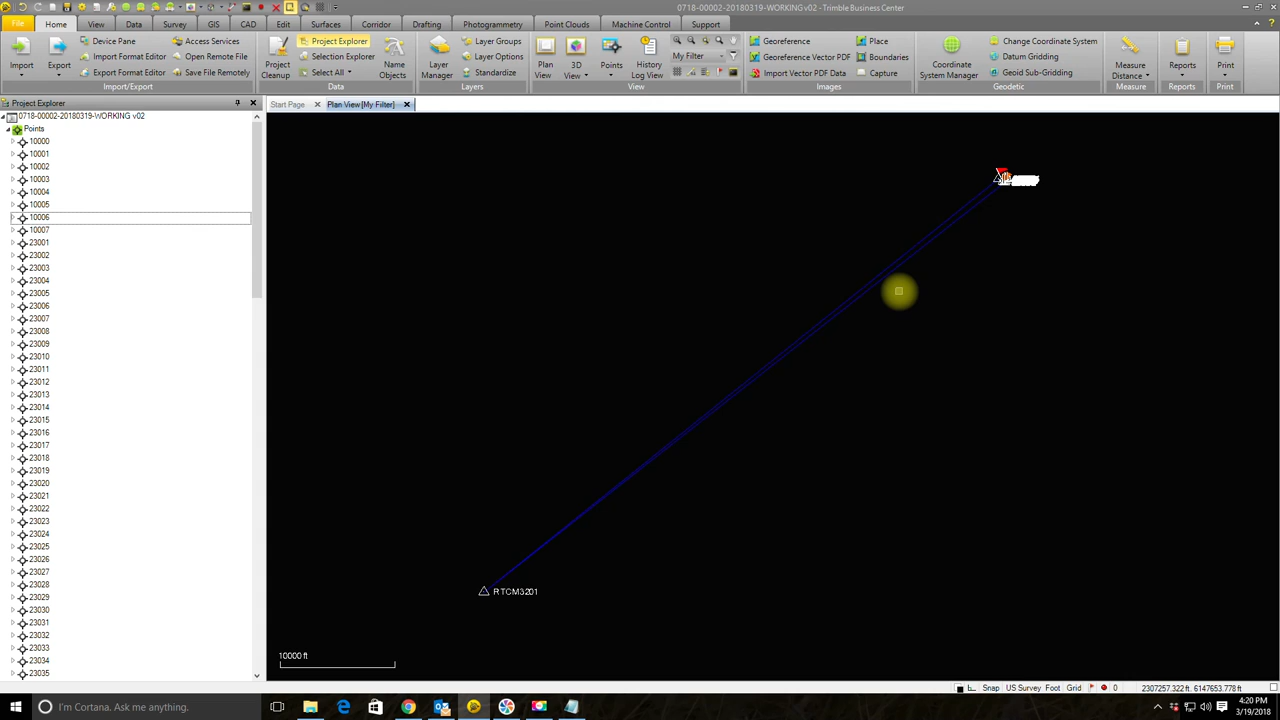 0718-00002-20180319-WORKING v02 - Trimble Business Center
File Home View Data Survey GIS CAD Edit Surfaces Corridor Drafting Photogrammetry Point Clouds Machine Control Support
Import
Export
Device Pane
Import Format Editor
Export Format Editor
Access Services
Open Remote File
Save File Remotely
Import/Export
Project Cleanup
Project Explorer
Selection Explorer
Select All
Name Objects
Data
Layer Manager
Layer Groups
Layer Options
Standardize
Layers
Plan View
3D View
Points
History Log View
My Filter
View
Georeference
Georeference Vector PDF
Import Vector PDF Data
Place
Boundaries
Capture
Images
Coordinate System Manager
Change Coordinate System
Datum Gridding
Geoid Sub-Gridding
Geodetic
Measure Distance
Measure
Reports
Reports
Print
Print
Project Explorer
Start Page
Plan View [My Filter]
0718-00002-20180319-WORKING v02
Points
10000
10001
10002
10003
10004
10005
10006
10007
23001
23002
23003
23004
23005
23006
23007
23008
23009
23010
23011
23012
23013
23014
23015
23016
23017
23018
23019
23020
23021
23022
23023
23024
23025
23026
23027
23028
23029
23030
23031
23032
23033
23034
23035
RTCM3201
10000 ft
Snap US Survey Foot Grid 0 2307257.322 ft, 6147653.778 ft
I'm Cortana. Ask me anything.
4:20 PM
3/19/2018